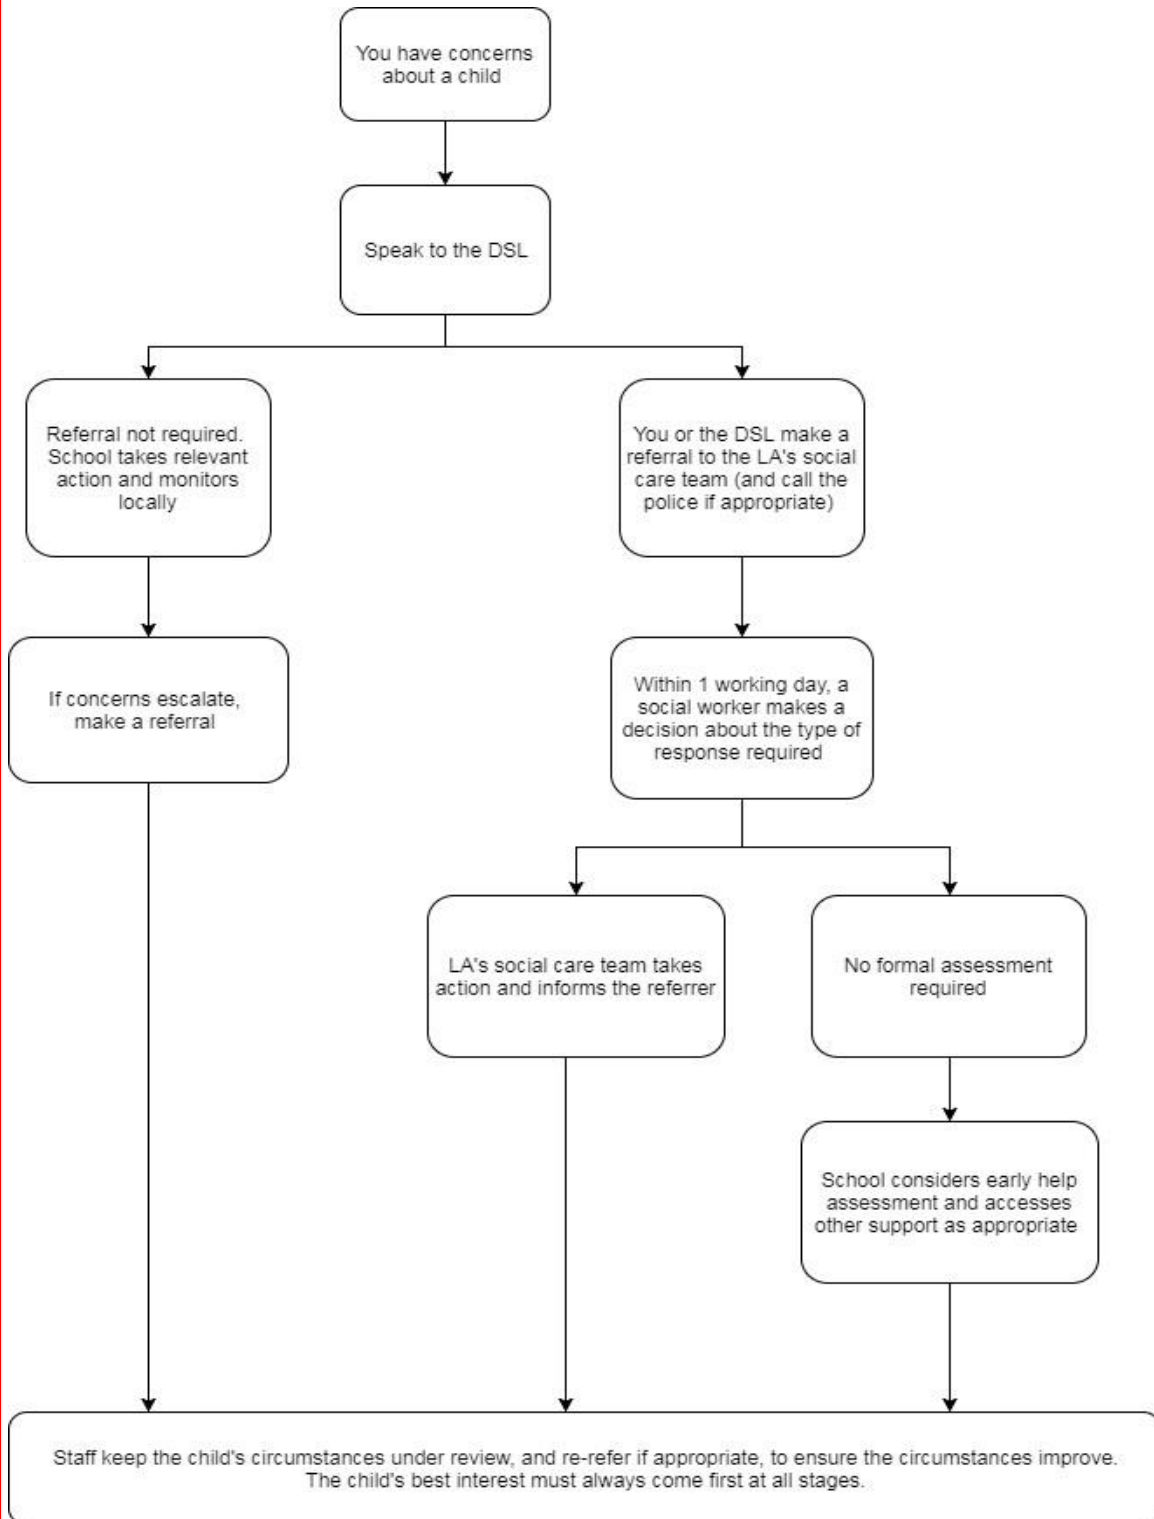 You have concerns
about a child
Speak to the DSL
Referral not required.
School takes relevant
action and monitors
locally
You or the DSL make a
referral to the LA's social
care team (and call the
police if appropriate)
If concerns escalate,
make a referral
Within 1 working day, a
social worker makes a
decision about the type of
response required
LA's social care team takes
action and informs the referrer
No formal assessment
required
School considers early help
assessment and accesses
other support as appropriate
Staff keep the child's circumstances under review, and re-refer if appropriate, to ensure the circumstances improve.
The child's best interest must always come first at all stages.